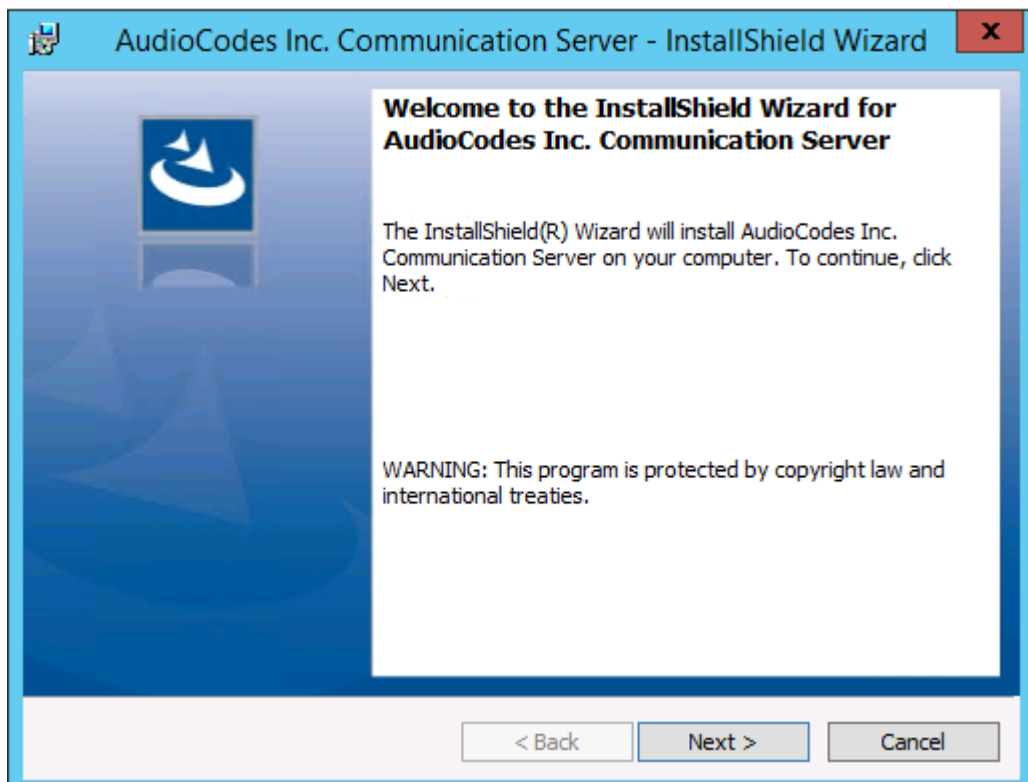 AudioCodes Inc. Communication Server - InstallShield Wizard
x
Welcome to the InstallShield Wizard for
AudioCodes Inc. Communication Server
The InstallShield(R) Wizard will install AudioCodes Inc.
Communication Server on your computer. To continue, click
Next.
WARNING: This program is protected by copyright law and
international treaties.
< Back
Next >
Cancel